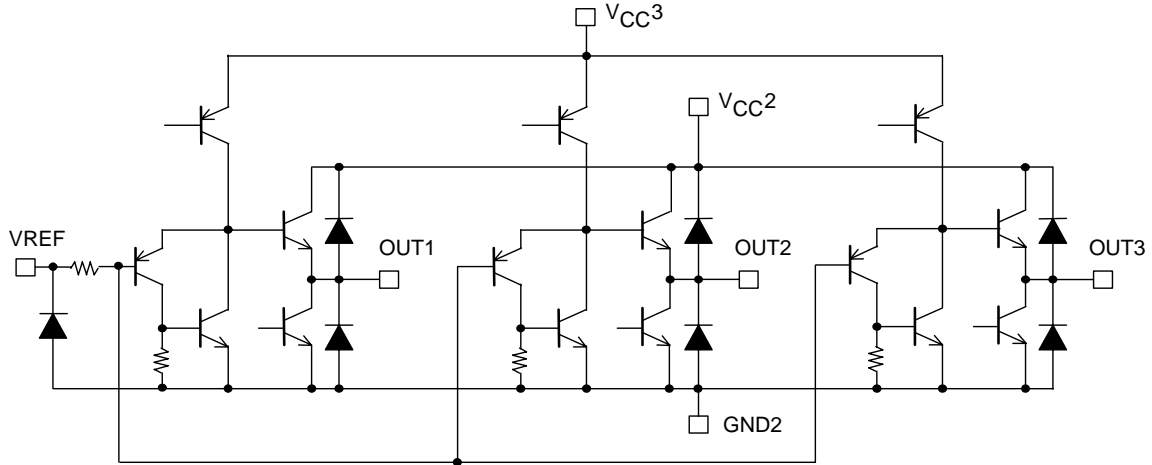 VCC3
VCC2
VREF
OUT1
OUT2
OUT3
GND2